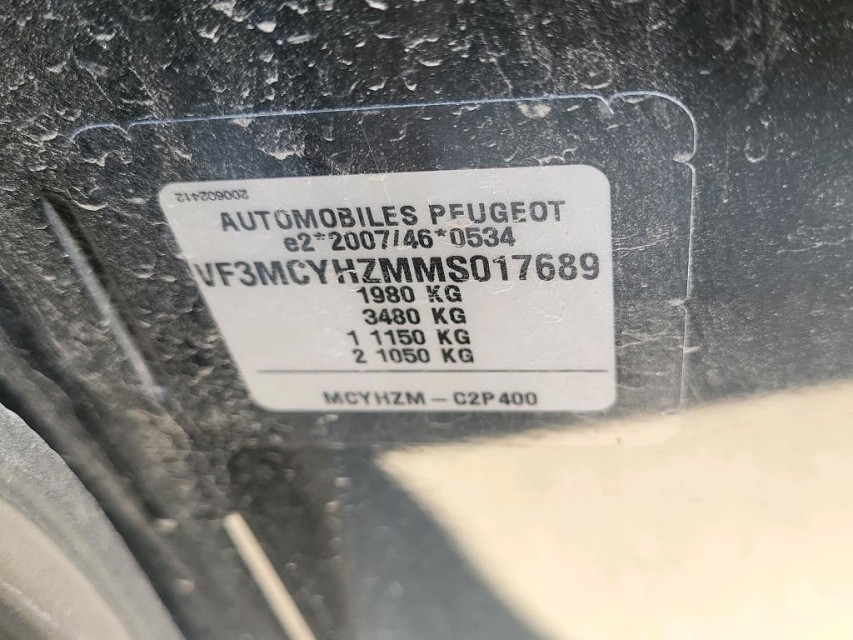 200602412
AUTOMOBILES PEUGEOT
e2*2007/46*0534
VF3MCYHZMMS017689
1980 KG
3480 KG
1 1150 KG
2 1050 KG
MCYHZM - C2P400